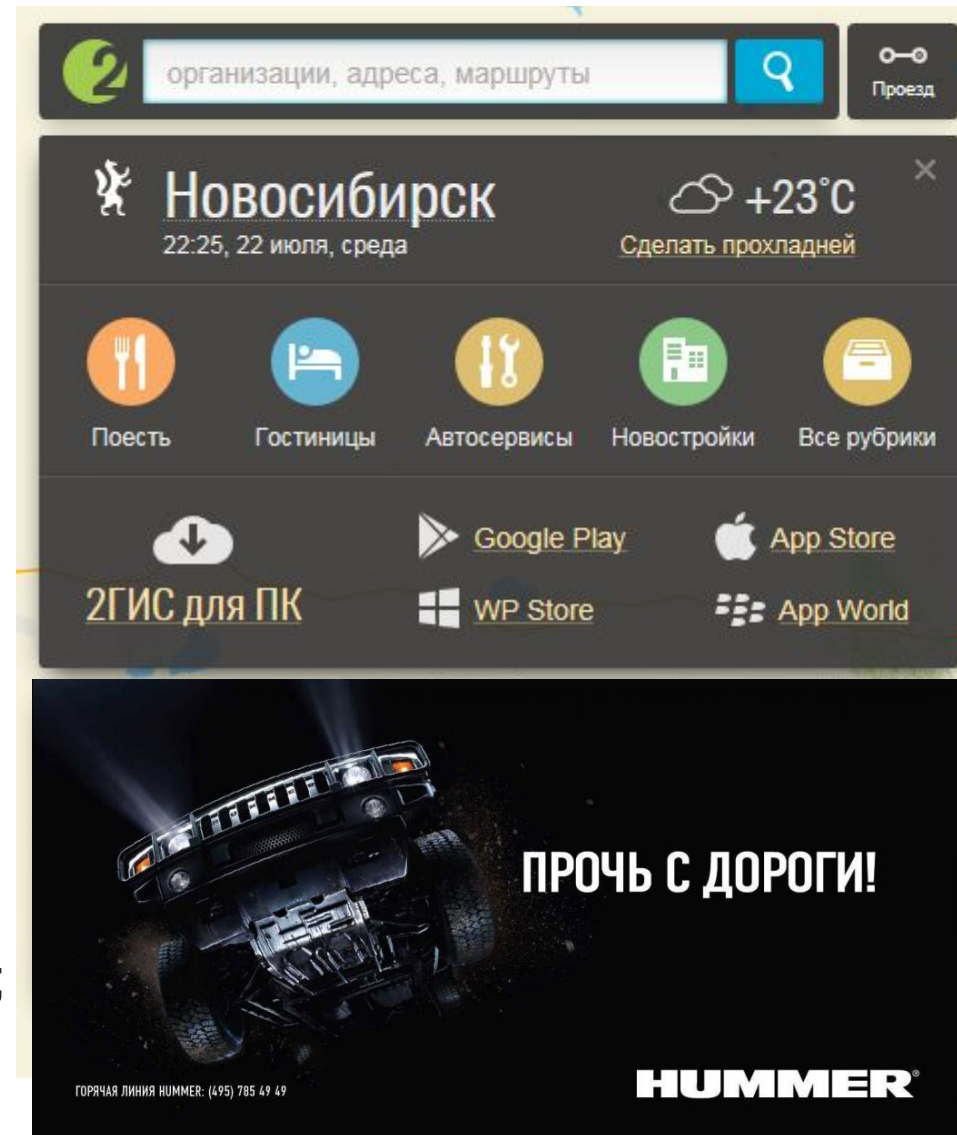 2
организации, адреса, маршруты
Проезд
Новосибирск
+23°C
22:25, 22 июля, среда
Сделать прохладней
Поесть
Гостиницы
Автосервисы
Новостройки
Все рубрики
2ГИС для ПК
Google Play
App Store
WP Store
App World
ПРОЧЬ С ДОРОГИ!
ГОРЯЧАЯ ЛИНИЯ HUMMER: (495) 785 49 49
HUMMER®